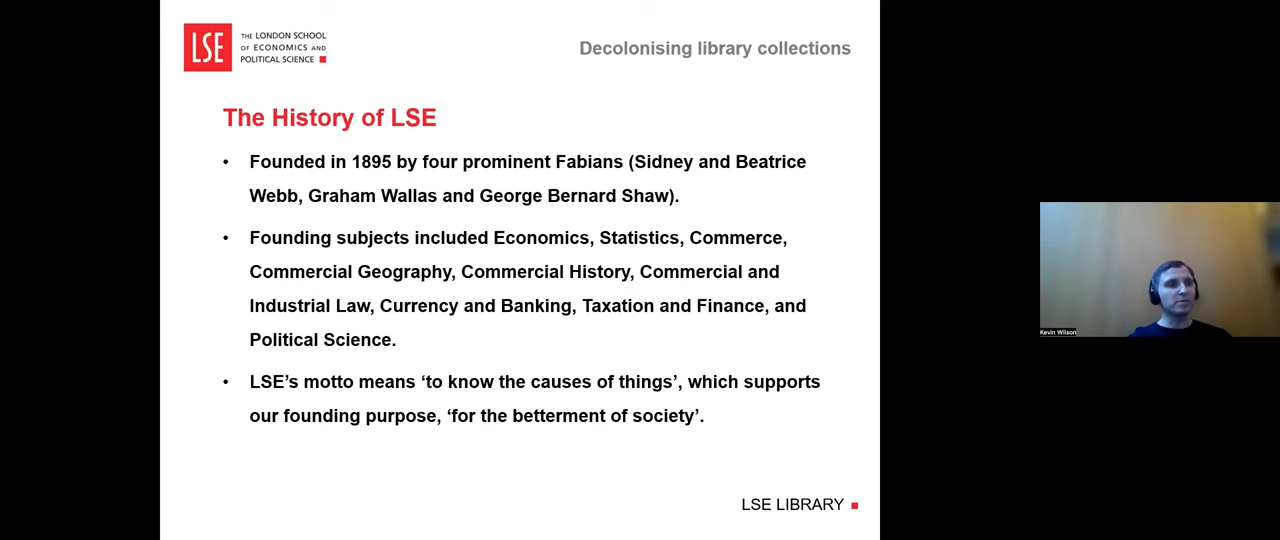 LSE
THE LONDON SCHOOL
OF ECONOMICS AND
POLITICAL SCIENCE
Decolonising library collections
The History of LSE
• Founded in 1895 by four prominent Fabians (Sidney and Beatrice
Webb, Graham Wallas and George Bernard Shaw).
• Founding subjects included Economics, Statistics, Commerce,
Commercial Geography, Commercial History, Commercial and
Industrial Law, Currency and Banking, Taxation and Finance, and
Political Science.
• LSE’s motto means ‘to know the causes of things’, which supports
our founding purpose, ‘for the betterment of society’.
LSE LIBRARY
Kevin Wilson